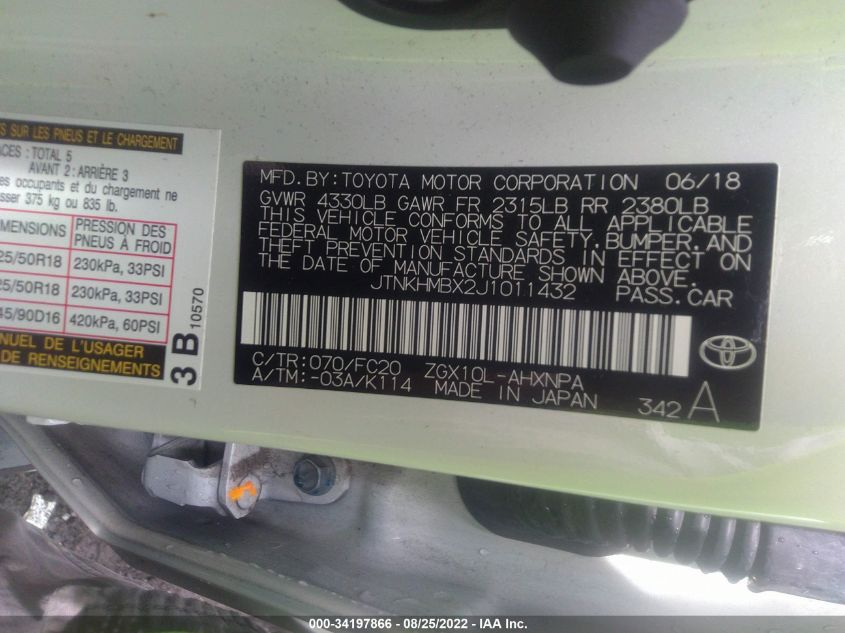 S SUR LES PNEUS ET LE CHARGEMENT
ACES : TOTAL 5
AVANT 2 : ARRIÈRE 3
es occupants et du chargement ne
sser 375 kg ou 835 lb.
MENSIONS
PRESSION DES
PNEUS À FROID
25/50R18 230kPa, 33PSI
25/50R18 230kPa, 33PSI
45/90D16 420kPa, 60PSI
NUEL DE L'USAGER
DE RENSEIGNEMENTS
3 B 10570
MFD.BY:TOYOTA MOTOR CORPORATION 06/18
GVWR 4330LB GAWR FR 2315LB RR 2380LB
THIS VEHICLE CONFORMS TO ALL APPLICABLE
FEDERAL MOTOR VEHICLE SAFETY,BUMPER,AND
THEFT PREVENTION STANDARDS IN EFFECT ON
THE DATE OF MANUFACTURE SHOWN ABOVE.
JTNKHMBX2J1011432 PASS.CAR
C/TR:070/FC20 ZGX10L-AHXNPA
A/TM:-03A/K114 MADE IN JAPAN 342 A
000-34197866 - 08/25/2022 - IAA Inc.